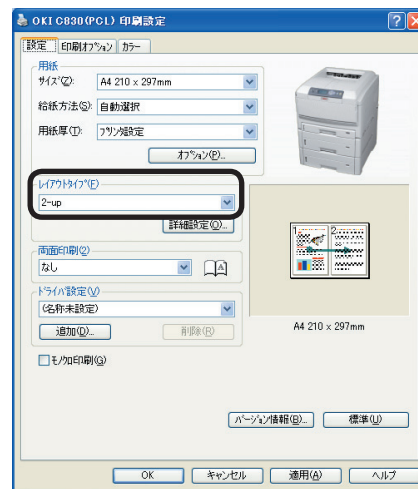 OKI C830(PCL) 印刷設定
設定 印刷ｵﾌﾟｼｮﾝ ｶﾗｰ
用紙
ｻｲｽﾞ(Z): A4 210 x 297mm
給紙方法(S): 自動選択
用紙厚(T): ﾌﾟﾘﾝﾀ設定
ｵﾌﾟｼｮﾝ(P)...
ﾚｲｱｳﾄﾀｲﾌﾟ(E)
2-up
詳細設定(O)...
1 2
両面印刷(2)
なし
A
ﾄﾞﾗｲﾊﾞ設定(V)
(名称未設定)
追加(D)... 削除(R)
A4 210 x 297mm
ﾓﾉｸﾛ印刷(G)
ﾊﾞｰｼﾞｮﾝ情報(B)... 標準(U)
OK ｷｬﾝｾﾙ 適用(A) ﾍﾙﾌﾟ